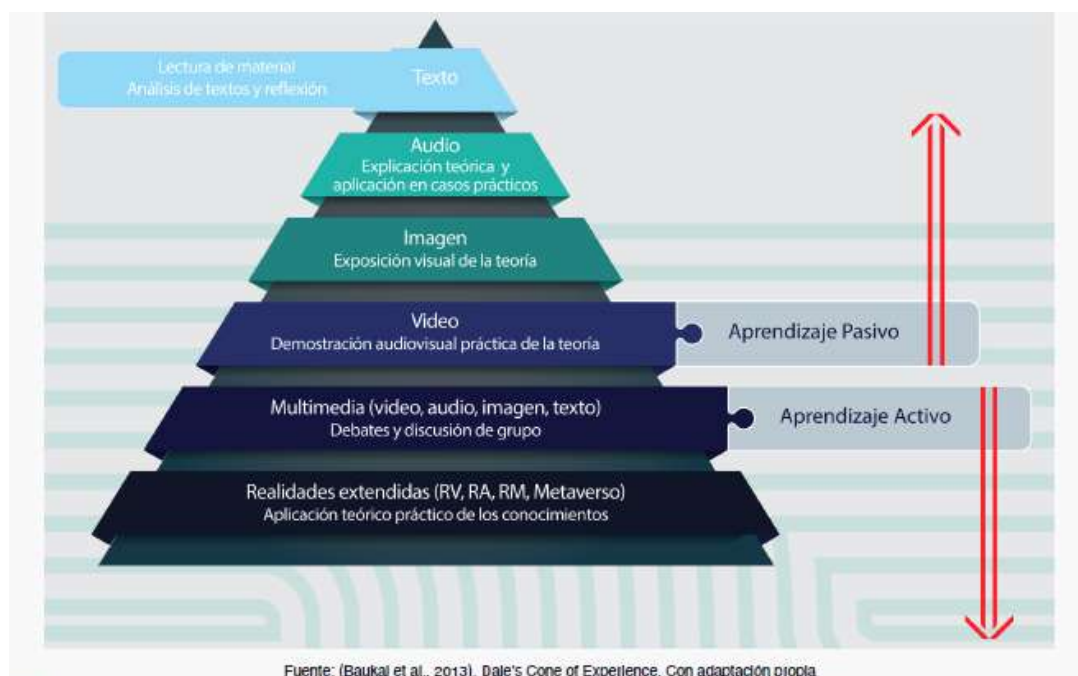 Lectura de material
Análisis de textos y reflexión
Texto
Audio
Explicación teórica y
aplicación en casos prácticos
Imagen
Exposición visual de la teoría
Video
Demostración audiovisual práctica de la teoría
Aprendizaje Pasivo
Multimedia (video, audio, imagen, texto)
Debates y discusión de grupo
Aprendizaje Activo
Realidades extendidas (RV, RA, RM, Metaverso)
Aplicación teórico práctico de los conocimientos
Fuente: (Baukal et al., 2013). Dale's Cone of Experience. Con adaptación propia